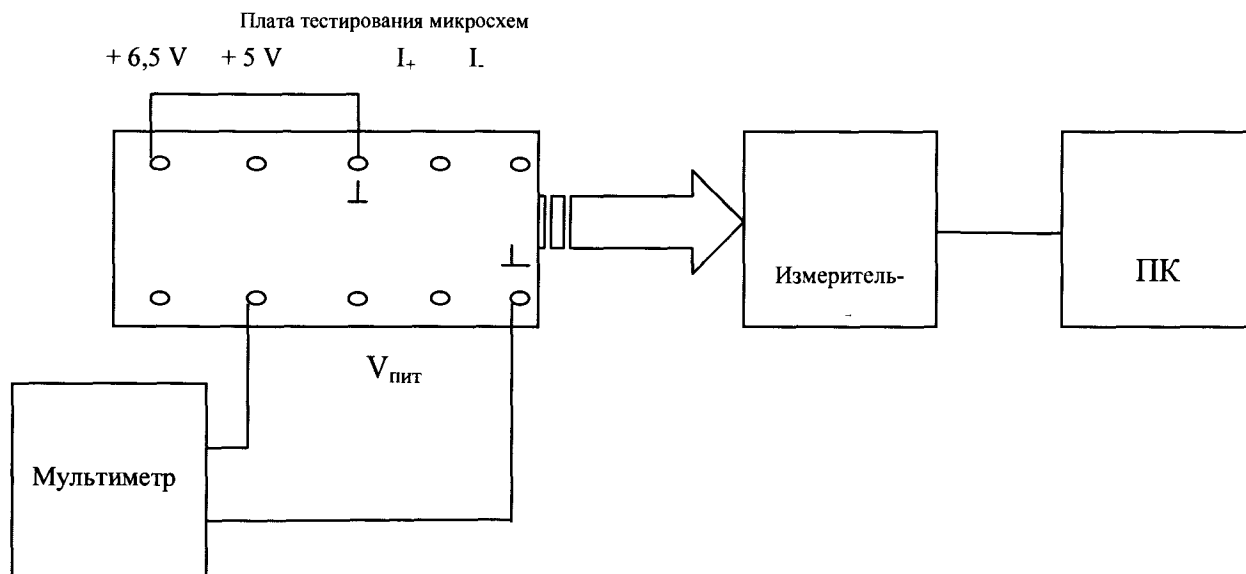 Плата тестирования микросхем
+ 6,5 V + 5 V I₊ I₋
Измеритель-
ПК
Vпит
Мультиметр